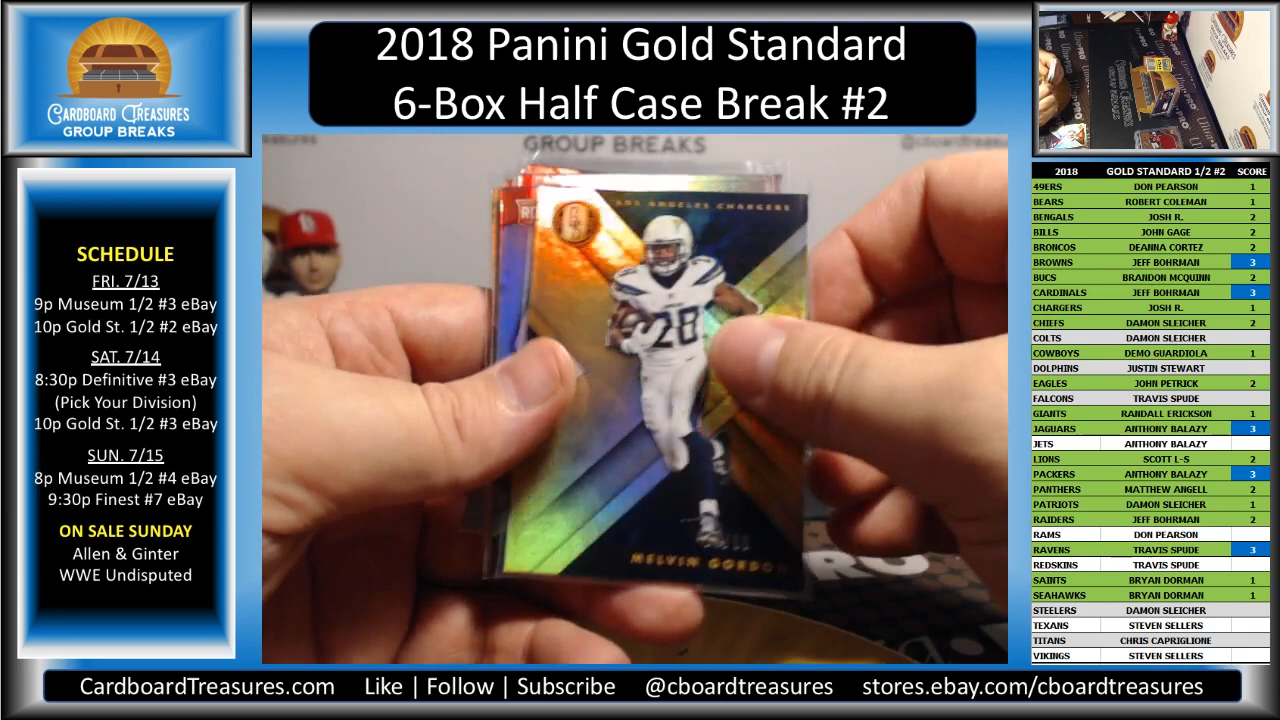 CARDBOARD TREASURES
GROUP BREAKS
2018 Panini Gold Standard
6-Box Half Case Break #2
SCHEDULE
FRI. 7/13
9p Museum 1/2 #3 eBay
10p Gold St. 1/2 #2 eBay
SAT. 7/14
8:30p Definitive #3 eBay
(Pick Your Division)
10p Gold St. 1/2 #3 eBay
SUN. 7/15
8p Museum 1/2 #4 eBay
9:30p Finest #7 eBay
ON SALE SUNDAY
Allen & Ginter
WWE Undisputed
GROUP BREAKS
LOS ANGELES CHARGERS
28
MELVIN GORDON
2018 GOLD STANDARD 1/2 #2 SCORE
49ERS DON PEARSON 1
BEARS ROBERT COLEMAN 1
BENGALS JOSH R. 2
BILLS JOHN GAGE 2
BRONCOS DEANNA CORTEZ 2
BROWNS JEFF BOHRMAN 3
BUCS BRANDON MCQUINN 2
CARDINALS JEFF BOHRMAN 3
CHARGERS JOSH R. 1
CHIEFS DAMON SLEICHER 2
COLTS DAMON SLEICHER
COWBOYS DEMO GUARDIOLA 1
DOLPHINS JUSTIN STEWART
EAGLES JOHN PETRICK 2
FALCONS TRAVIS SPUDE
GIANTS RANDALL ERICKSON 1
JAGUARS ANTHONY BALAZY 3
JETS ANTHONY BALAZY
LIONS SCOTT L-S 2
PACKERS ANTHONY BALAZY 3
PANTHERS MATTHEW ANGELL 2
PATRIOTS DAMON SLEICHER 1
RAIDERS JEFF BOHRMAN 2
RAMS DON PEARSON
RAVENS TRAVIS SPUDE 3
REDSKINS TRAVIS SPUDE
SAINTS BRYAN DORMAN 1
SEAHAWKS BRYAN DORMAN 1
STEELERS DAMON SLEICHER
TEXANS STEVEN SELLERS
TITANS CHRIS CAPRIGLIONE
VIKINGS STEVEN SELLERS
CardboardTreasures.com Like | Follow | Subscribe @cboardtreasures stores.ebay.com/cboardtreasures